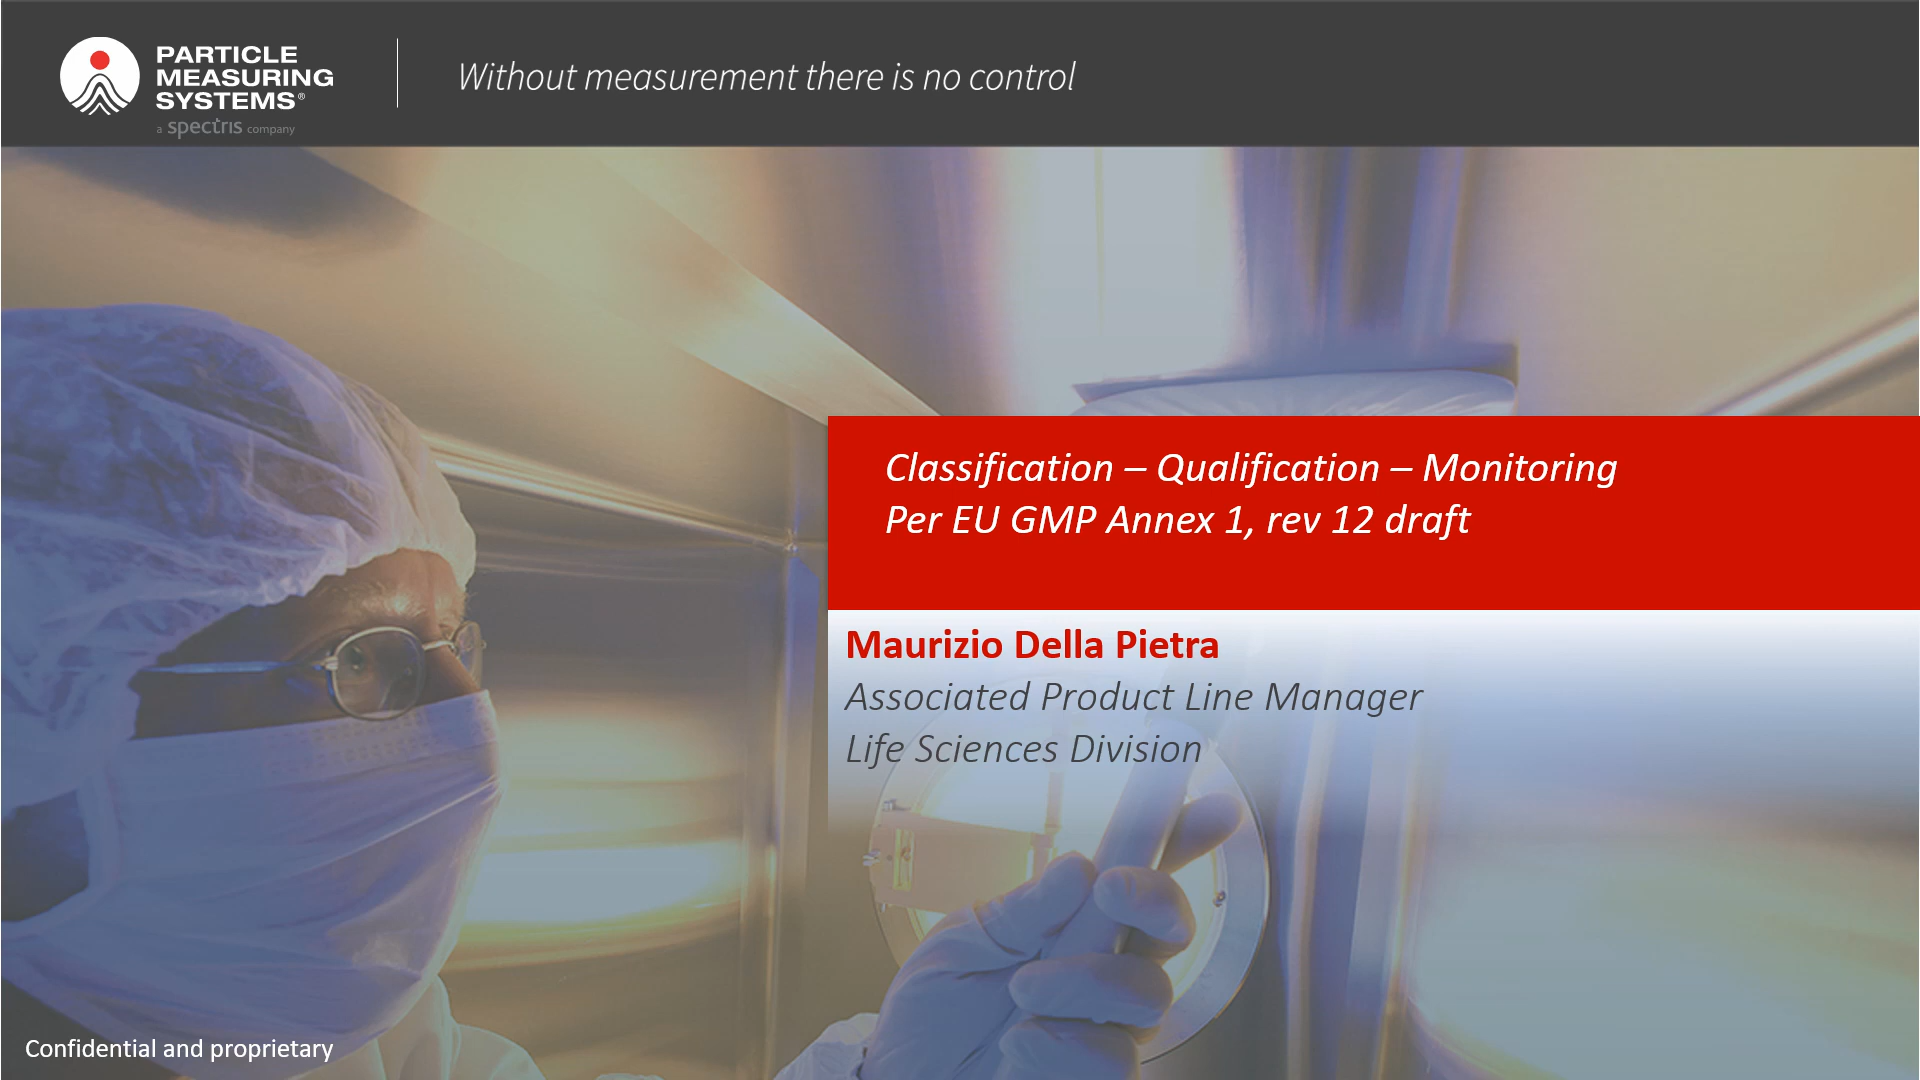 PARTICLE
MEASURING
SYSTEMS®
a spectris company
Without measurement there is no control
Classification – Qualification – Monitoring
Per EU GMP Annex 1, rev 12 draft
Maurizio Della Pietra
Associated Product Line Manager
Life Sciences Division
Confidential and proprietary